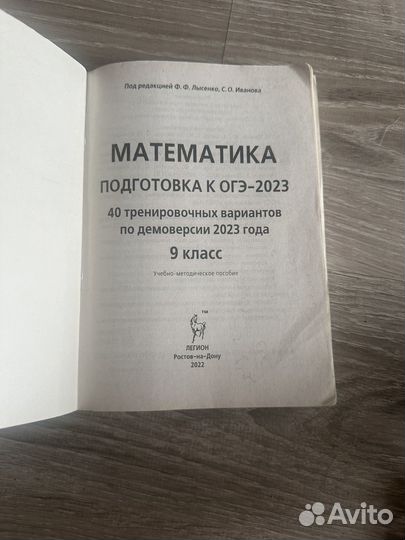 Под редакцией Ф. Ф. Лысенко, С. О. Иванова
МАТЕМАТИКА
ПОДГОТОВКА К ОГЭ–2023
40 тренировочных вариантов
по демоверсии 2023 года
9 класс
Учебно-методическое пособие
TM
ЛЕГИОН
Ростов-на-Дону
2022
Avito